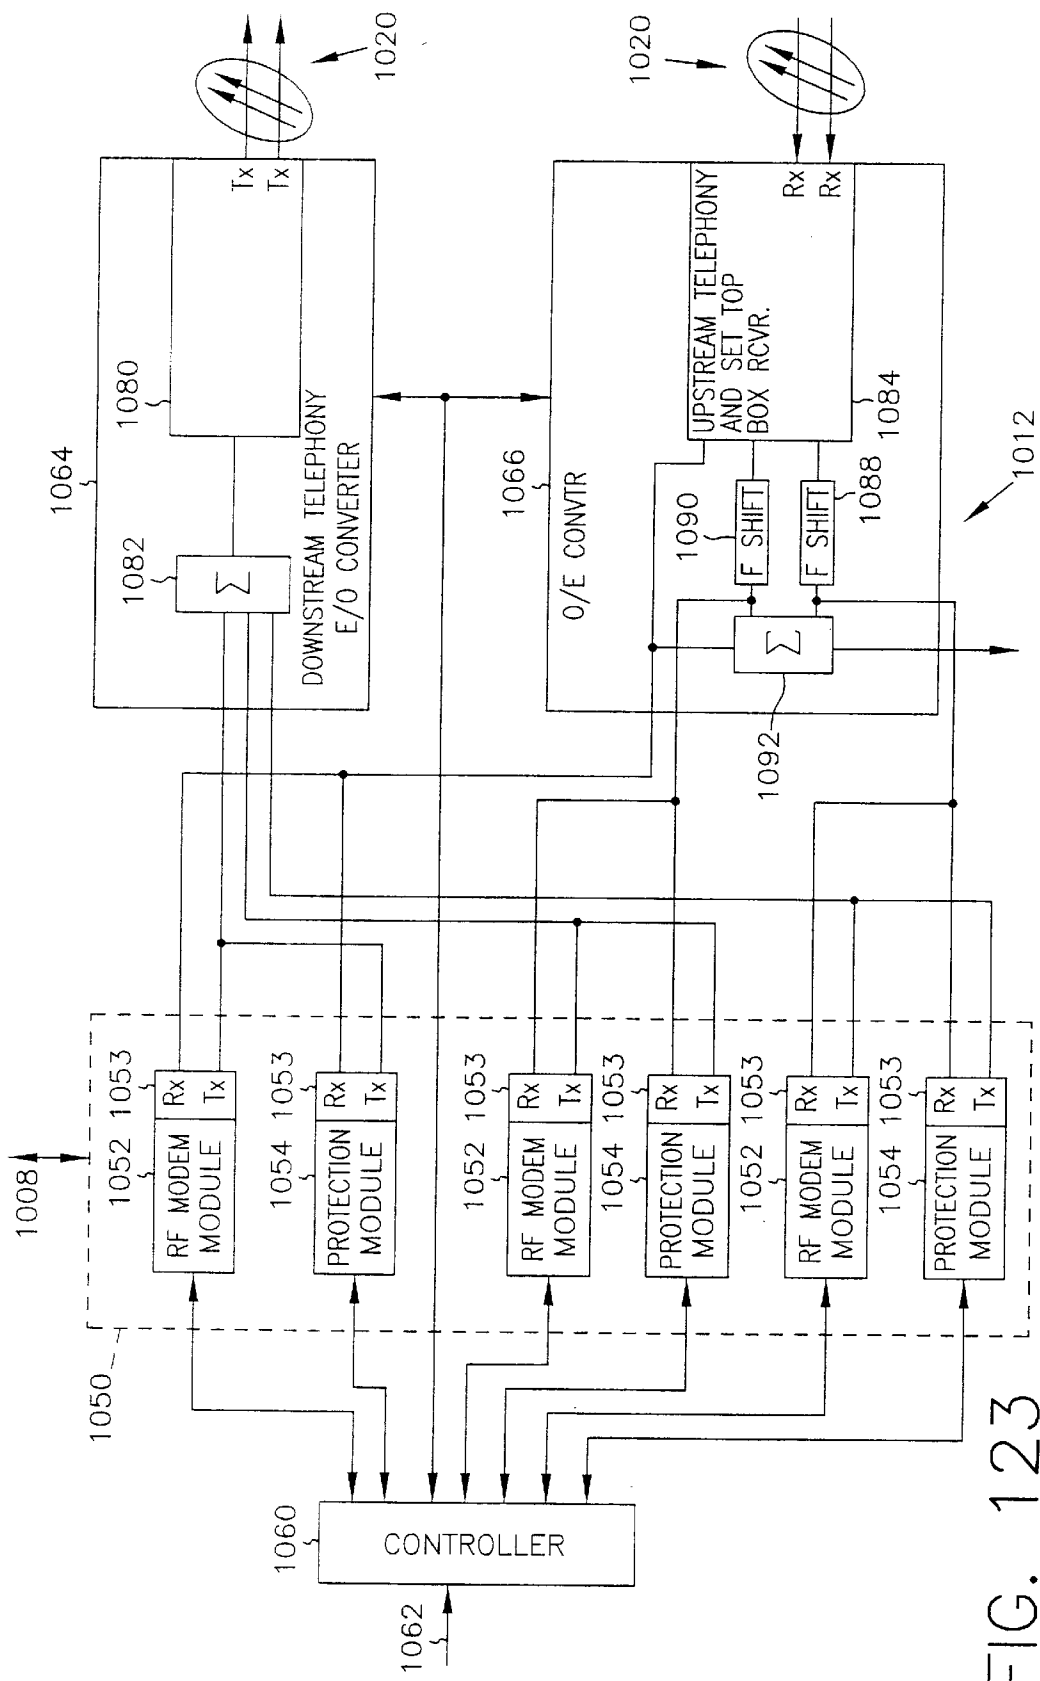 1008
1050
1052
1053
RF MODEM
MODULE
Rx
Tx
1054
1053
PROTECTION
MODULE
Rx
Tx
1052
1053
RF MODEM
MODULE
Rx
Tx
1054
1053
PROTECTION
MODULE
Rx
Tx
1052
1053
RF MODEM
MODULE
Rx
Tx
1054
1053
PROTECTION
MODULE
Rx
Tx
1062
1060
CONTROLLER
1064
1082
Σ
1080
Tx
Tx
DOWNSTREAM TELEPHONY
E/O CONVERTER
1020
1066
O/E CONVTR
1090
F SHIFT
F SHIFT
1088
Σ
1092
UPSTREAM TELEPHONY
AND SET TOP
BOX RCVR.
Rx
Rx
1084
1020
1012
FIG. 123